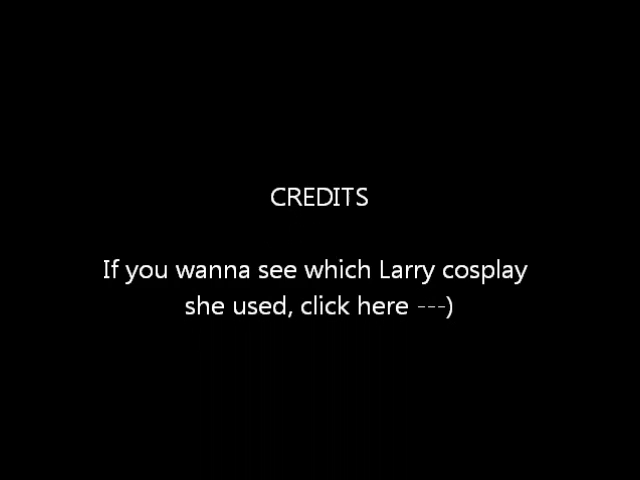 CREDITS
If you wanna see which Larry cosplay
she used, click here ---)